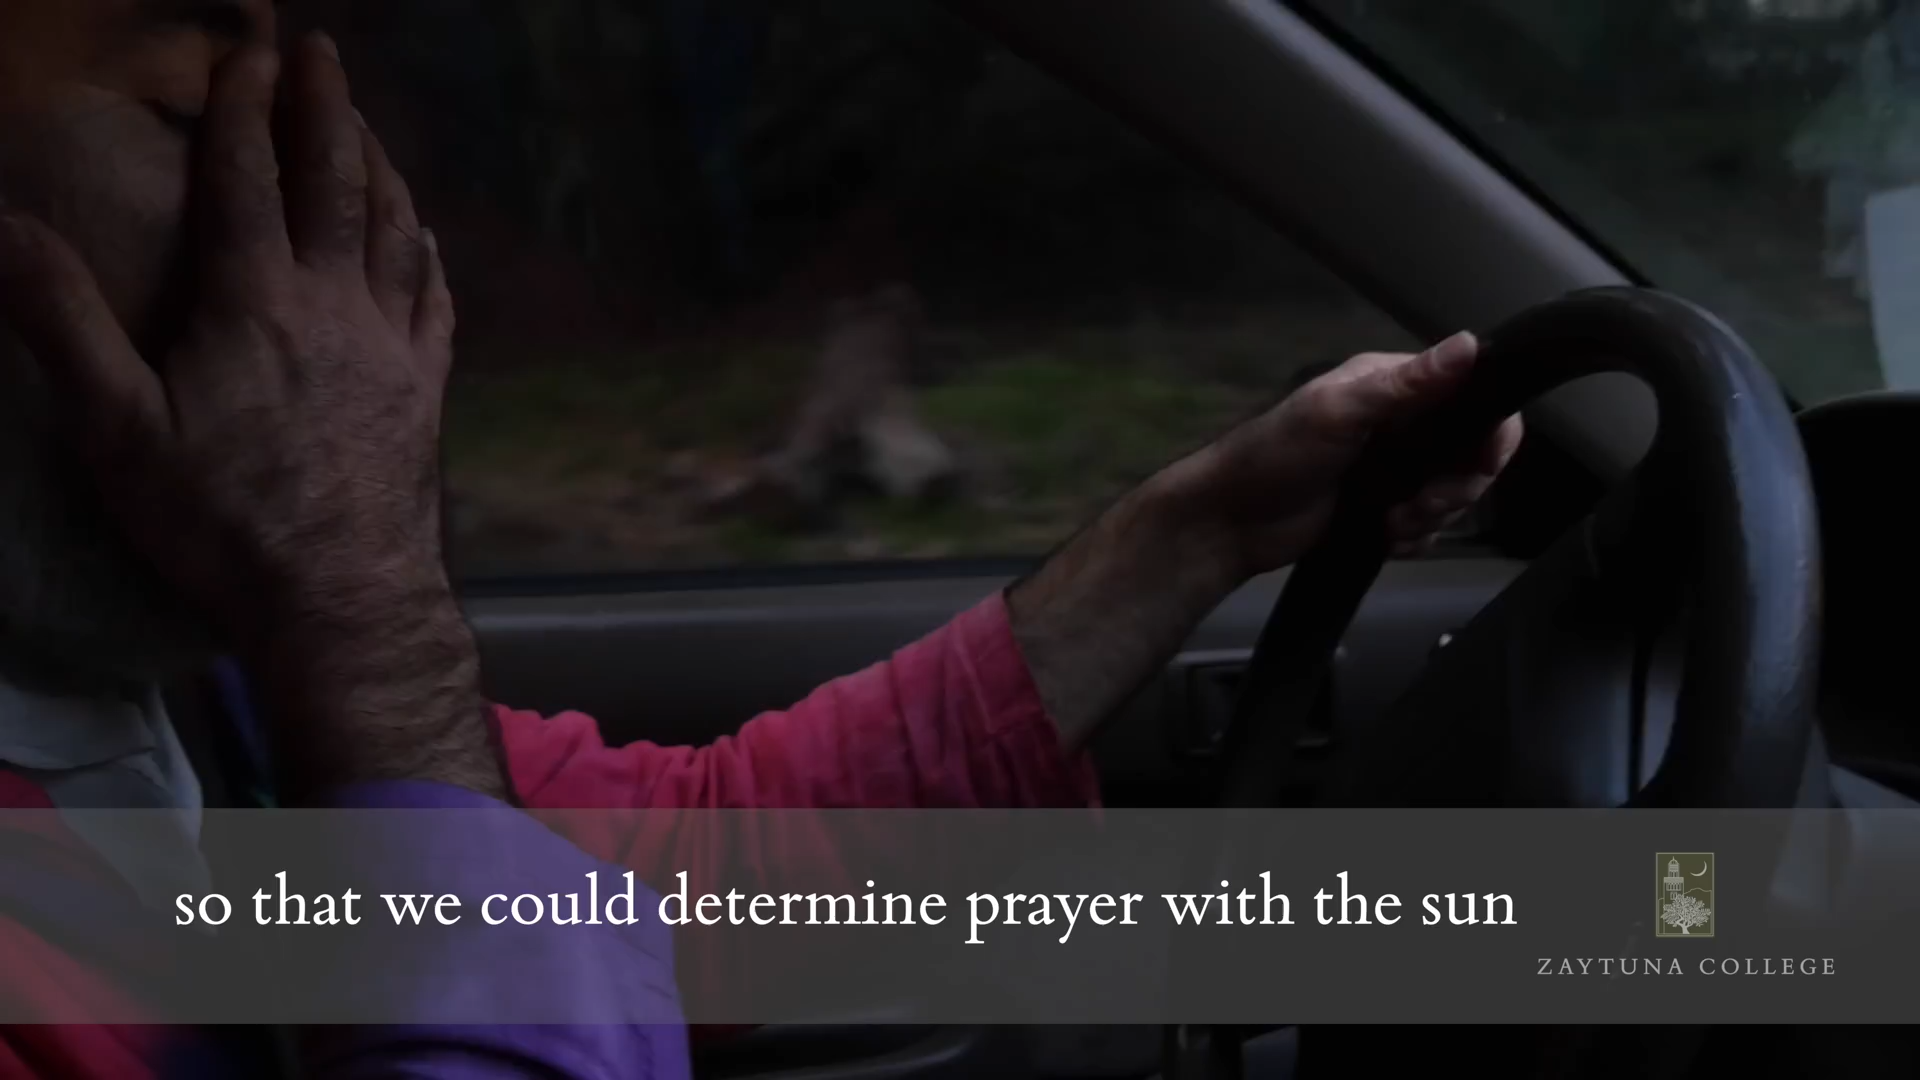 so that we could determine prayer with the sun
ZAYTUNA COLLEGE